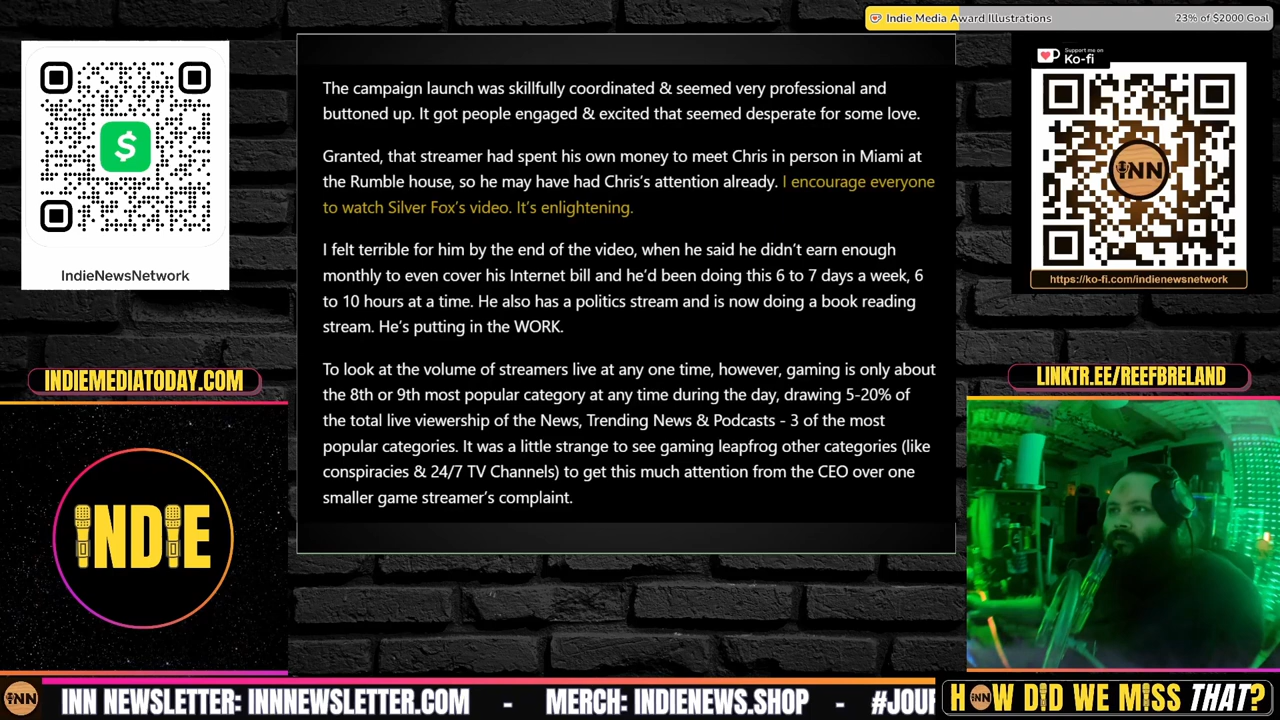 Indie Media Award Illustrations
23% of $2000 Goal
IndieNewsNetwork
The campaign launch was skillfully coordinated & seemed very professional and
buttoned up. It got people engaged & excited that seemed desperate for some love.
Granted, that streamer had spent his own money to meet Chris in person in Miami at
the Rumble house, so he may have had Chris's attention already. I encourage everyone
to watch Silver Fox's video. It's enlightening.
I felt terrible for him by the end of the video, when he said he didn't earn enough
monthly to even cover his Internet bill and he'd been doing this 6 to 7 days a week, 6
to 10 hours at a time. He also has a politics stream and is now doing a book reading
stream. He's putting in the WORK.
To look at the volume of streamers live at any one time, however, gaming is only about
the 8th or 9th most popular category at any time during the day, drawing 5-20% of
the total live viewership of the News, Trending News & Podcasts - 3 of the most
popular categories. It was a little strange to see gaming leapfrog other categories (like
conspiracies & 24/7 TV Channels) to get this much attention from the CEO over one
smaller game streamer's complaint.
Support me on
Ko-fi
INN
https://ko-fi.com/indienewsnetwork
INDIEMEDIATODAY.COM
LINKTR.EE/REEFBRELAND
INDIE
INN
INN NEWSLETTER: INNNEWSLETTER.COM - MERCH: INDIENEWS.SHOP - #JOUR
HOW DID WE MISS THAT?